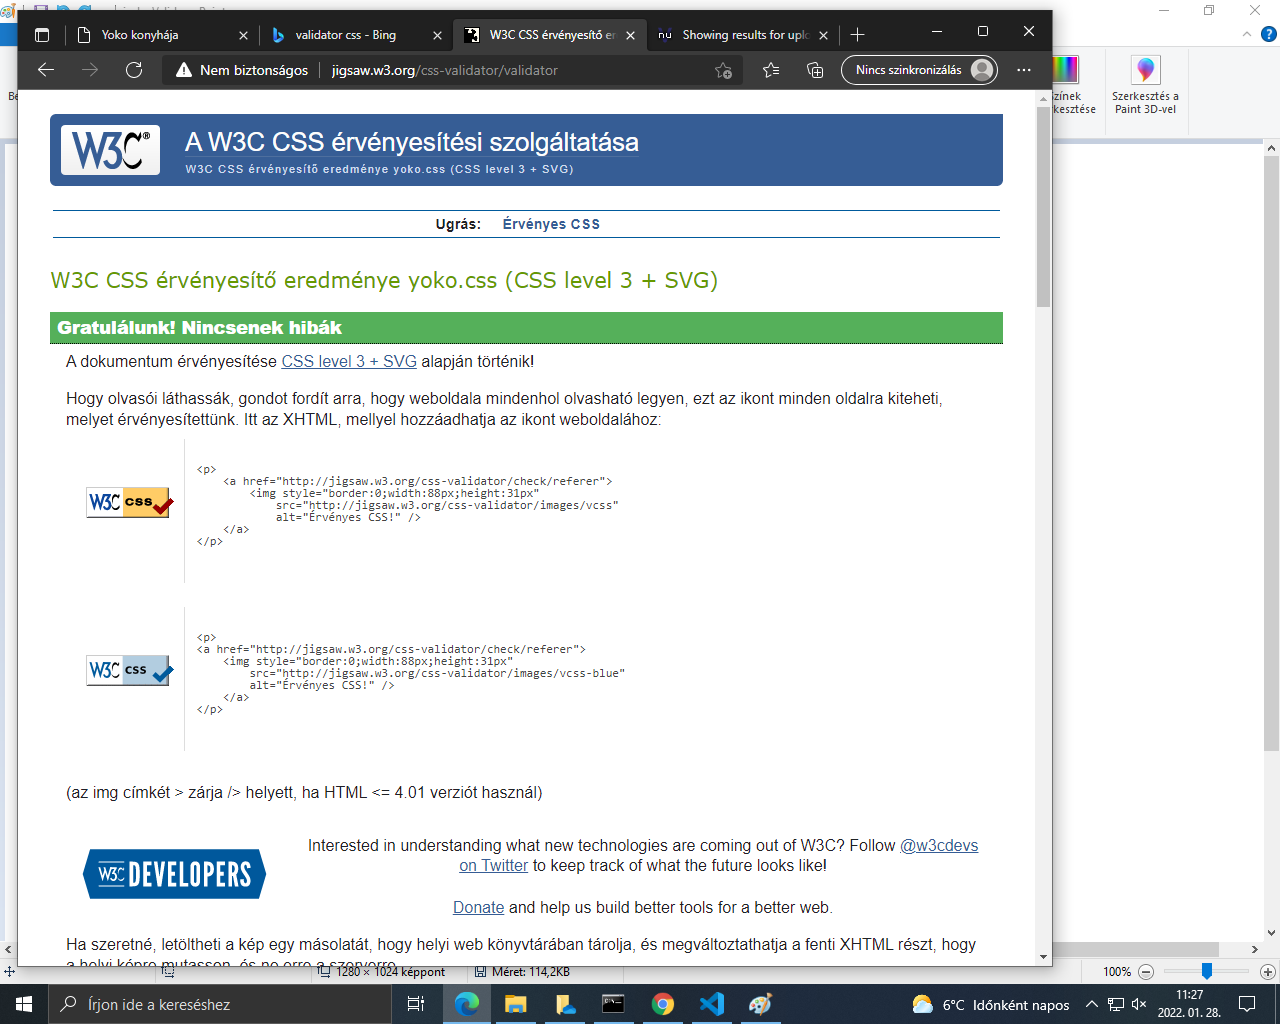 Yoko konyhája
validator css - Bing
W3C CSS érvényesítő er
Showing results for uplo
Nem biztonságos
jigsaw.w3.org/css-validator/validator
Nincs szinkronizálás
Színek
Szerkesztés a
Paint 3D-vel
W3C®
A W3C CSS érvényesítési szolgáltatása
W3C CSS érvényesítő eredménye yoko.css (CSS level 3 + SVG)
Ugrás: Érvényes CSS
W3C CSS érvényesítő eredménye yoko.css (CSS level 3 + SVG)
Gratulálunk! Nincsenek hibák
A dokumentum érvényesítése CSS level 3 + SVG alapján történik!
Hogy olvasói láthassák, gondot fordít arra, hogy weboldala mindenhol olvasható legyen, ezt az ikont minden oldalra kiteheti,
melyet érvényesítettünk. Itt az XHTML, mellyel hozzáadhatja az ikont weboldalához:
W3C css
<p>
<a href="http://jigsaw.w3.org/css-validator/check/referer">
<img style="border:0;width:88px;height:31px"
src="http://jigsaw.w3.org/css-validator/images/vcss"
alt="Érvényes CSS!" />
</a>
</p>
W3C css
<p>
<a href="http://jigsaw.w3.org/css-validator/check/referer">
<img style="border:0;width:88px;height:31px"
src="http://jigsaw.w3.org/css-validator/images/vcss-blue"
alt="Érvényes CSS!" />
</a>
</p>
(az img címkét > zárja /> helyett, ha HTML <= 4.01 verziót használ)
W3C DEVELOPERS
Interested in understanding what new technologies are coming out of W3C? Follow @w3cdevs
on Twitter to keep track of what the future looks like!
Donate and help us build better tools for a better web.
Ha szeretné, letöltheti a kép egy másolatát, hogy helyi web könyvtárában tárolja, és megváltoztathatja a fenti XHTML részt, hogy
a helyi képre mutasson, és ne erre a szerverre.
1280 × 1024 képpont
Méret: 114,2KB
100%
Írjon ide a kereséshez
6°C Időnként napos
11:27
2022. 01. 28.